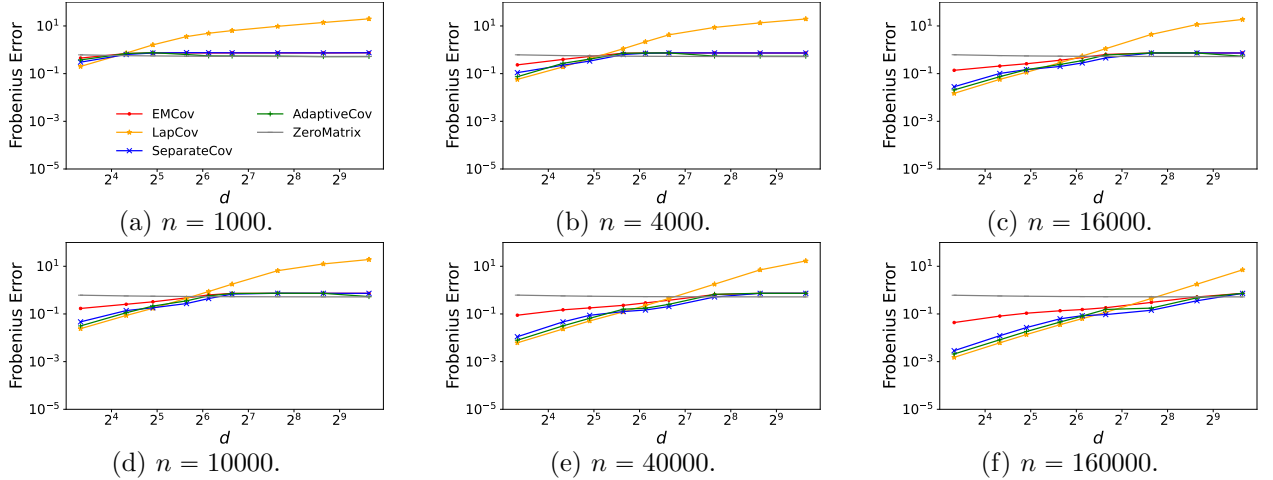 10^1
10^-1
10^-3
10^-5
Frobenius Error
EMCov
LapCov
SeparateCov
AdaptiveCov
ZeroMatrix
2^4 2^5 2^6 2^7 2^8 2^9
d
(a) n = 1000.
10^1
10^-1
10^-3
10^-5
Frobenius Error
2^4 2^5 2^6 2^7 2^8 2^9
d
(b) n = 4000.
10^1
10^-1
10^-3
10^-5
Frobenius Error
2^4 2^5 2^6 2^7 2^8 2^9
d
(c) n = 16000.
10^1
10^-1
10^-3
10^-5
Frobenius Error
2^4 2^5 2^6 2^7 2^8 2^9
d
(d) n = 10000.
10^1
10^-1
10^-3
10^-5
Frobenius Error
2^4 2^5 2^6 2^7 2^8 2^9
d
(e) n = 40000.
10^1
10^-1
10^-3
10^-5
Frobenius Error
2^4 2^5 2^6 2^7 2^8 2^9
d
(f) n = 160000.